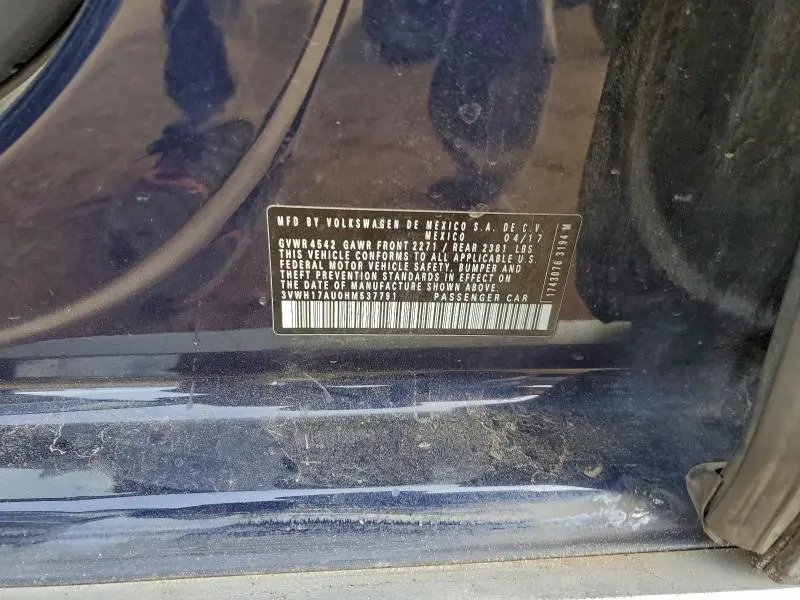 MFD BY VOLKSWAGEN DE MEXICO S.A. DE C.V.
MEXICO 04/17
GVWR 4542 GAWR FRONT 2271 / REAR 2381 LBS
THIS VEHICLE CONFORMS TO ALL APPLICABLE U.S.
FEDERAL MOTOR VEHICLE SAFETY, BUMPER AND
THEFT PREVENTION STANDARDS IN EFFECT ON
THE DATE OF MANUFACTURE SHOWN ABOVE.
3VWH17AU0HM537791 PASSENGER CAR
1743076 3194 M